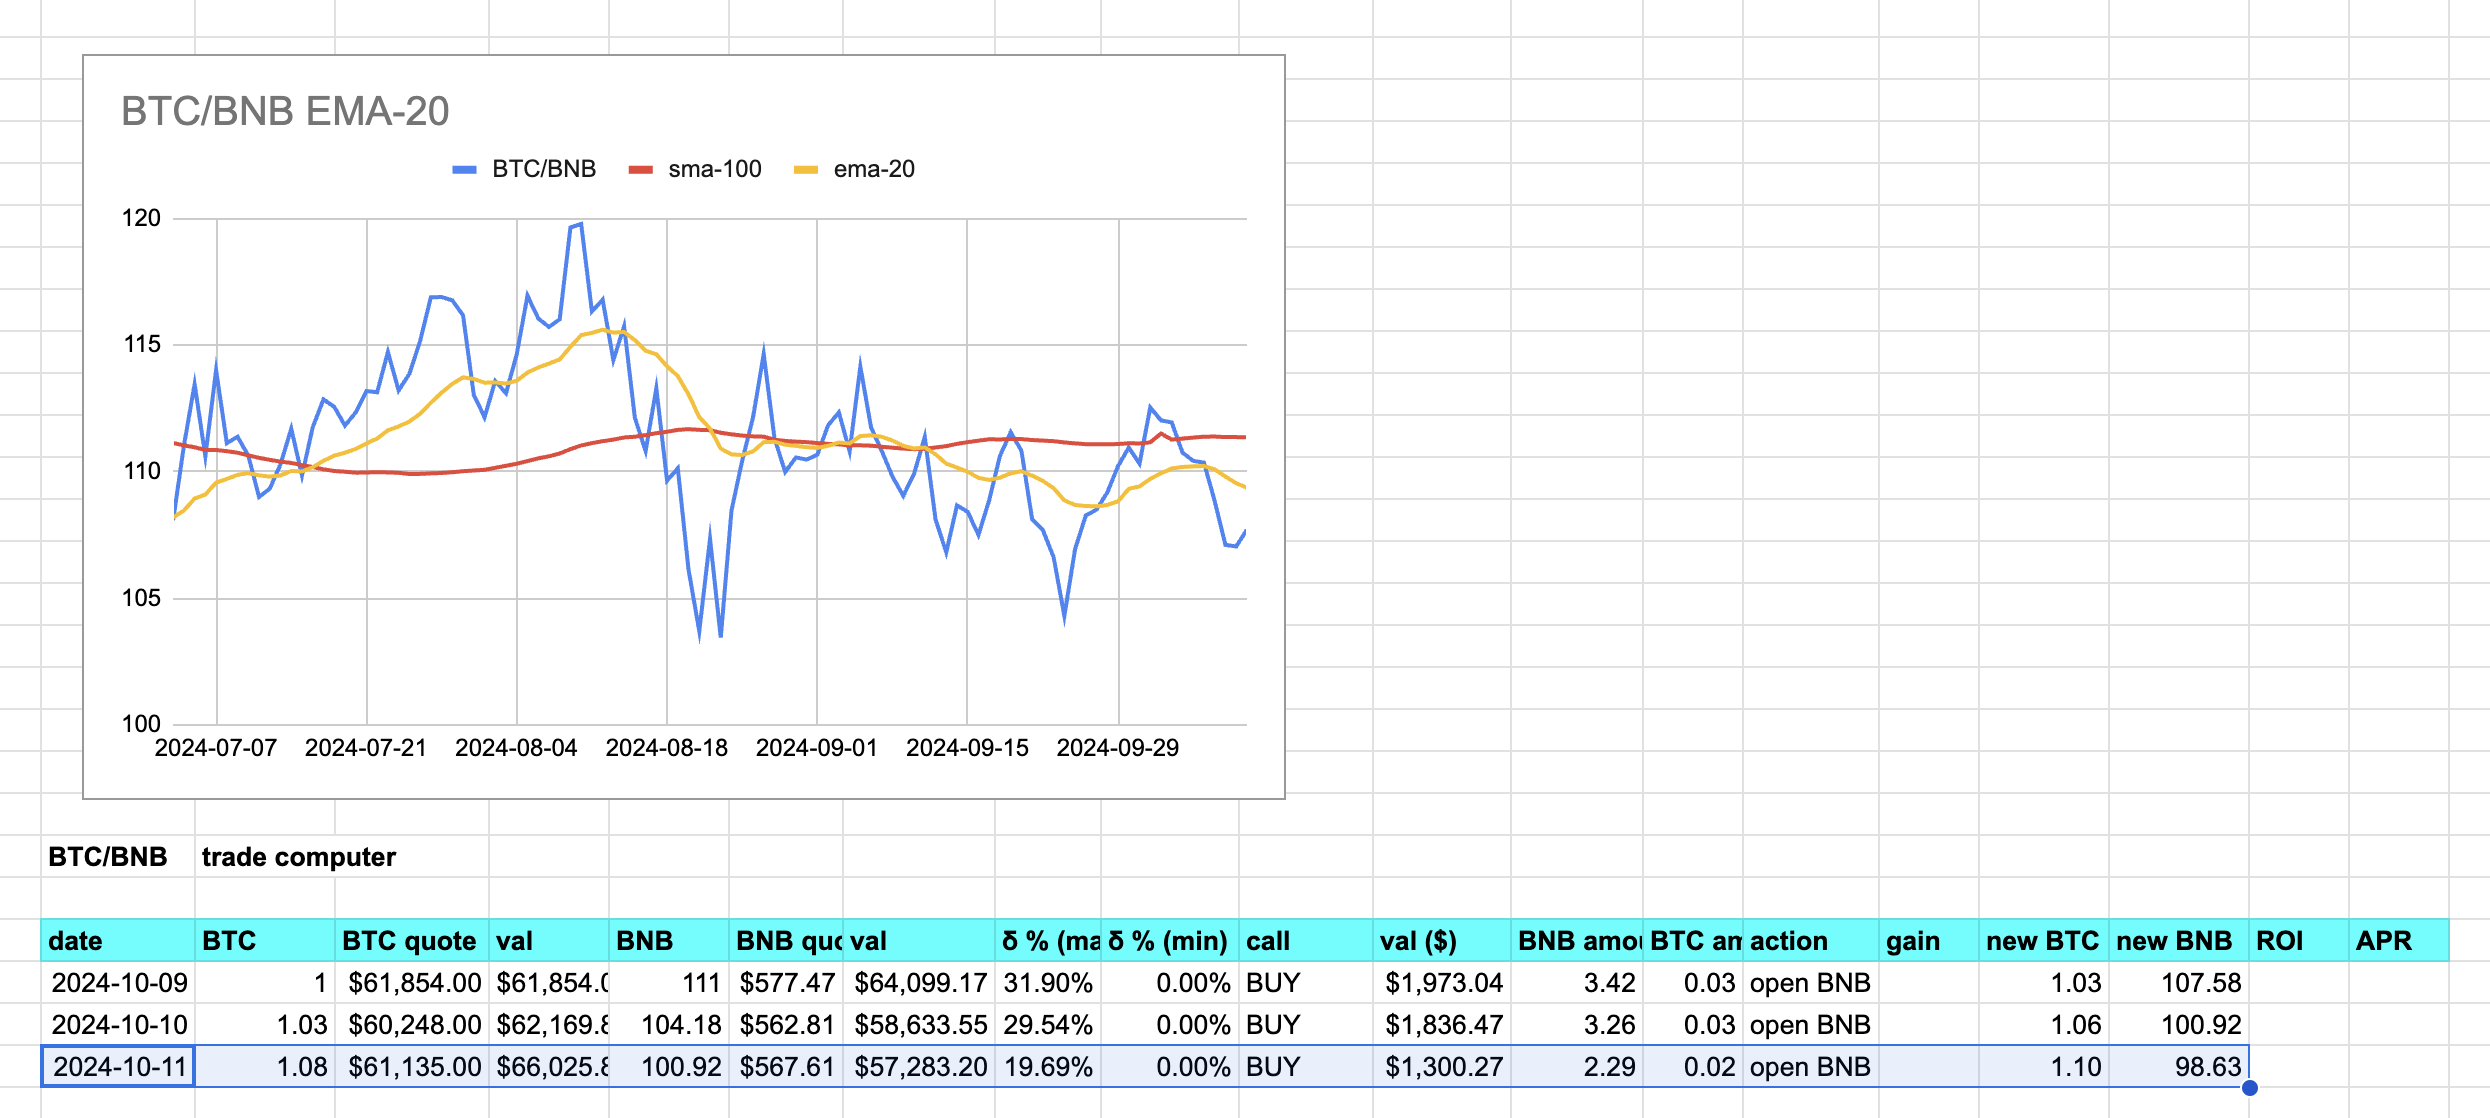 BTC/BNB EMA-20
BTC/BNB sma-100 ema-20
120
115
110
105
100
2024-07-07 2024-07-21 2024-08-04 2024-08-18 2024-09-01 2024-09-15 2024-09-29
BTC/BNB trade computer
date BTC BTC quote val BNB BNB quo val δ % (ma δ % (min) call val ($) BNB amou BTC am action gain new BTC new BNB ROI APR
2024-10-09 1 $61,854.00 $61,854.0 111 $577.47 $64,099.17 31.90% 0.00% BUY $1,973.04 3.42 0.03 open BNB 1.03 107.58
2024-10-10 1.03 $60,248.00 $62,169.8 104.18 $562.81 $58,633.55 29.54% 0.00% BUY $1,836.47 3.26 0.03 open BNB 1.06 100.92
2024-10-11 1.08 $61,135.00 $66,025.8 100.92 $567.61 $57,283.20 19.69% 0.00% BUY $1,300.27 2.29 0.02 open BNB 1.10 98.63